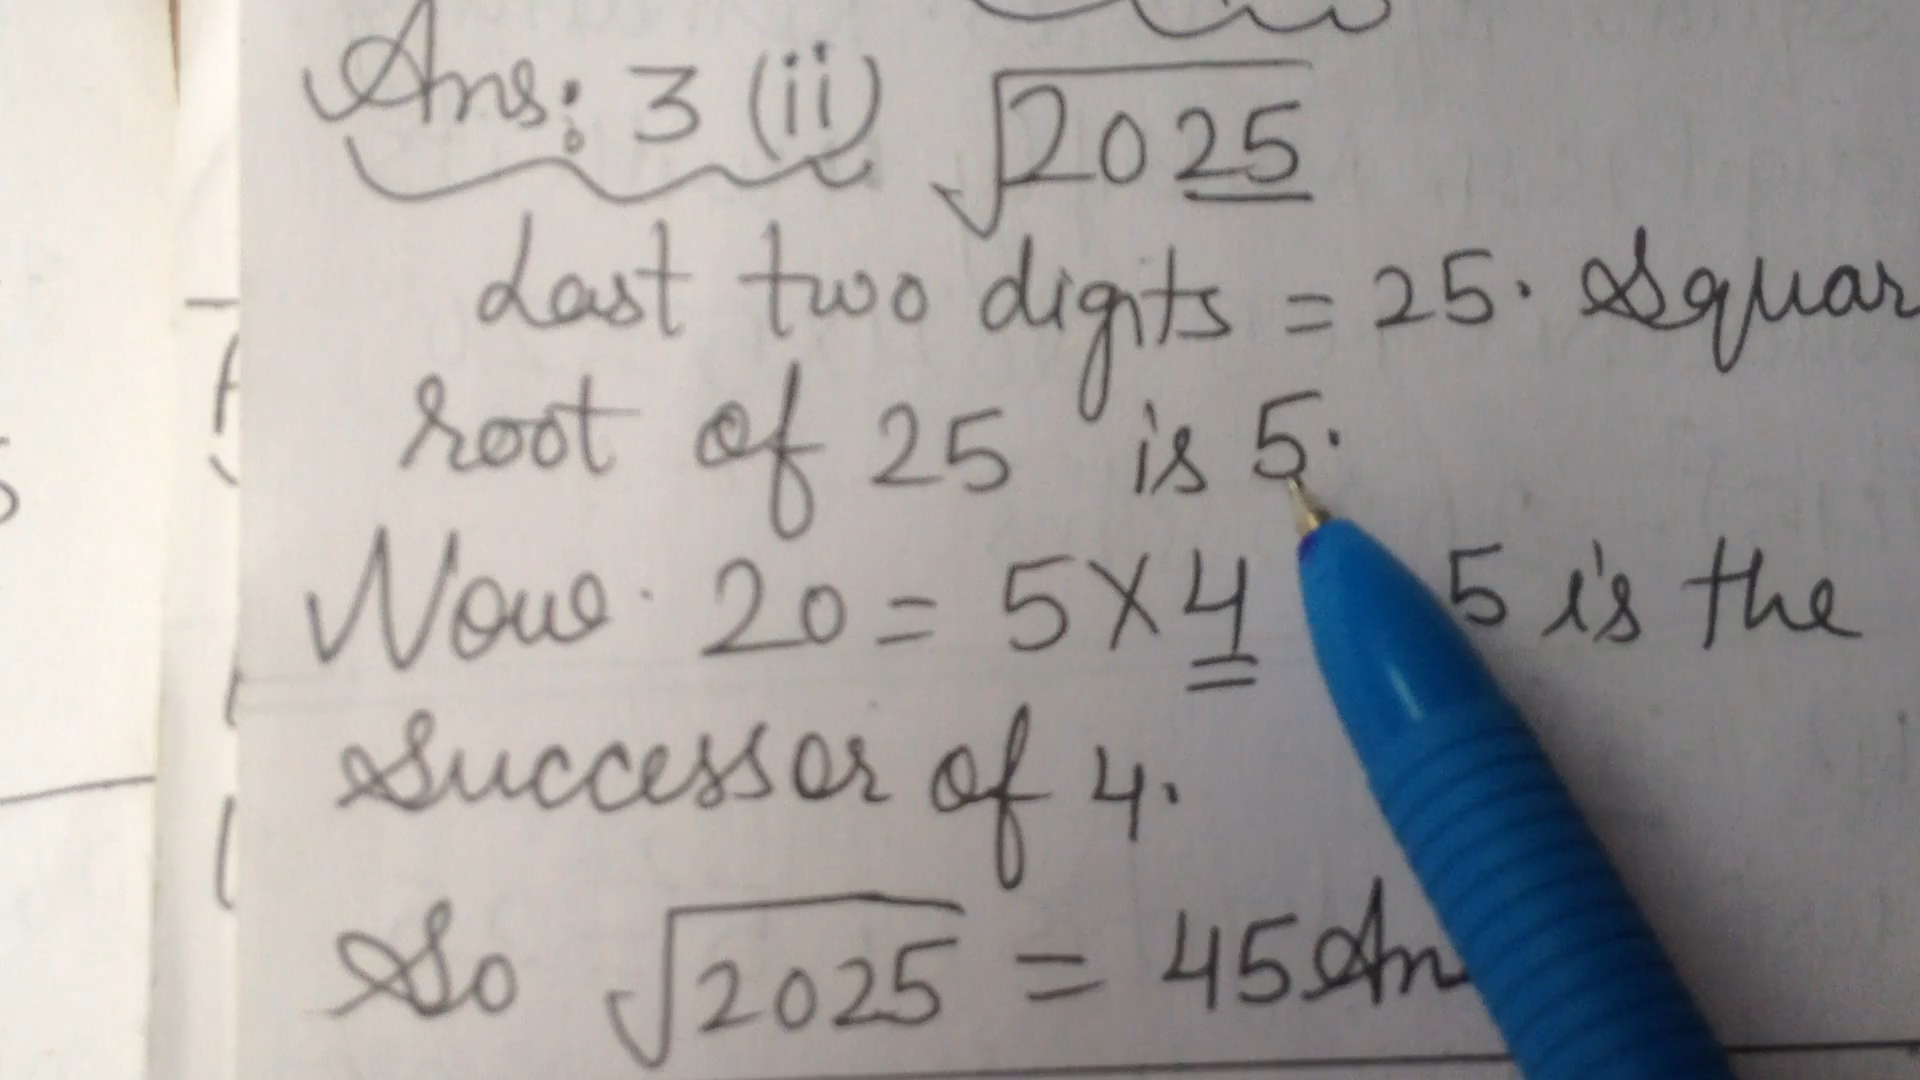 Ans: 3 (ii) √2025
Last two digits = 25. Squar
root of 25 is 5.
Now 20 = 5×4 5 is the
successor of 4.
So √2025 = 45 An